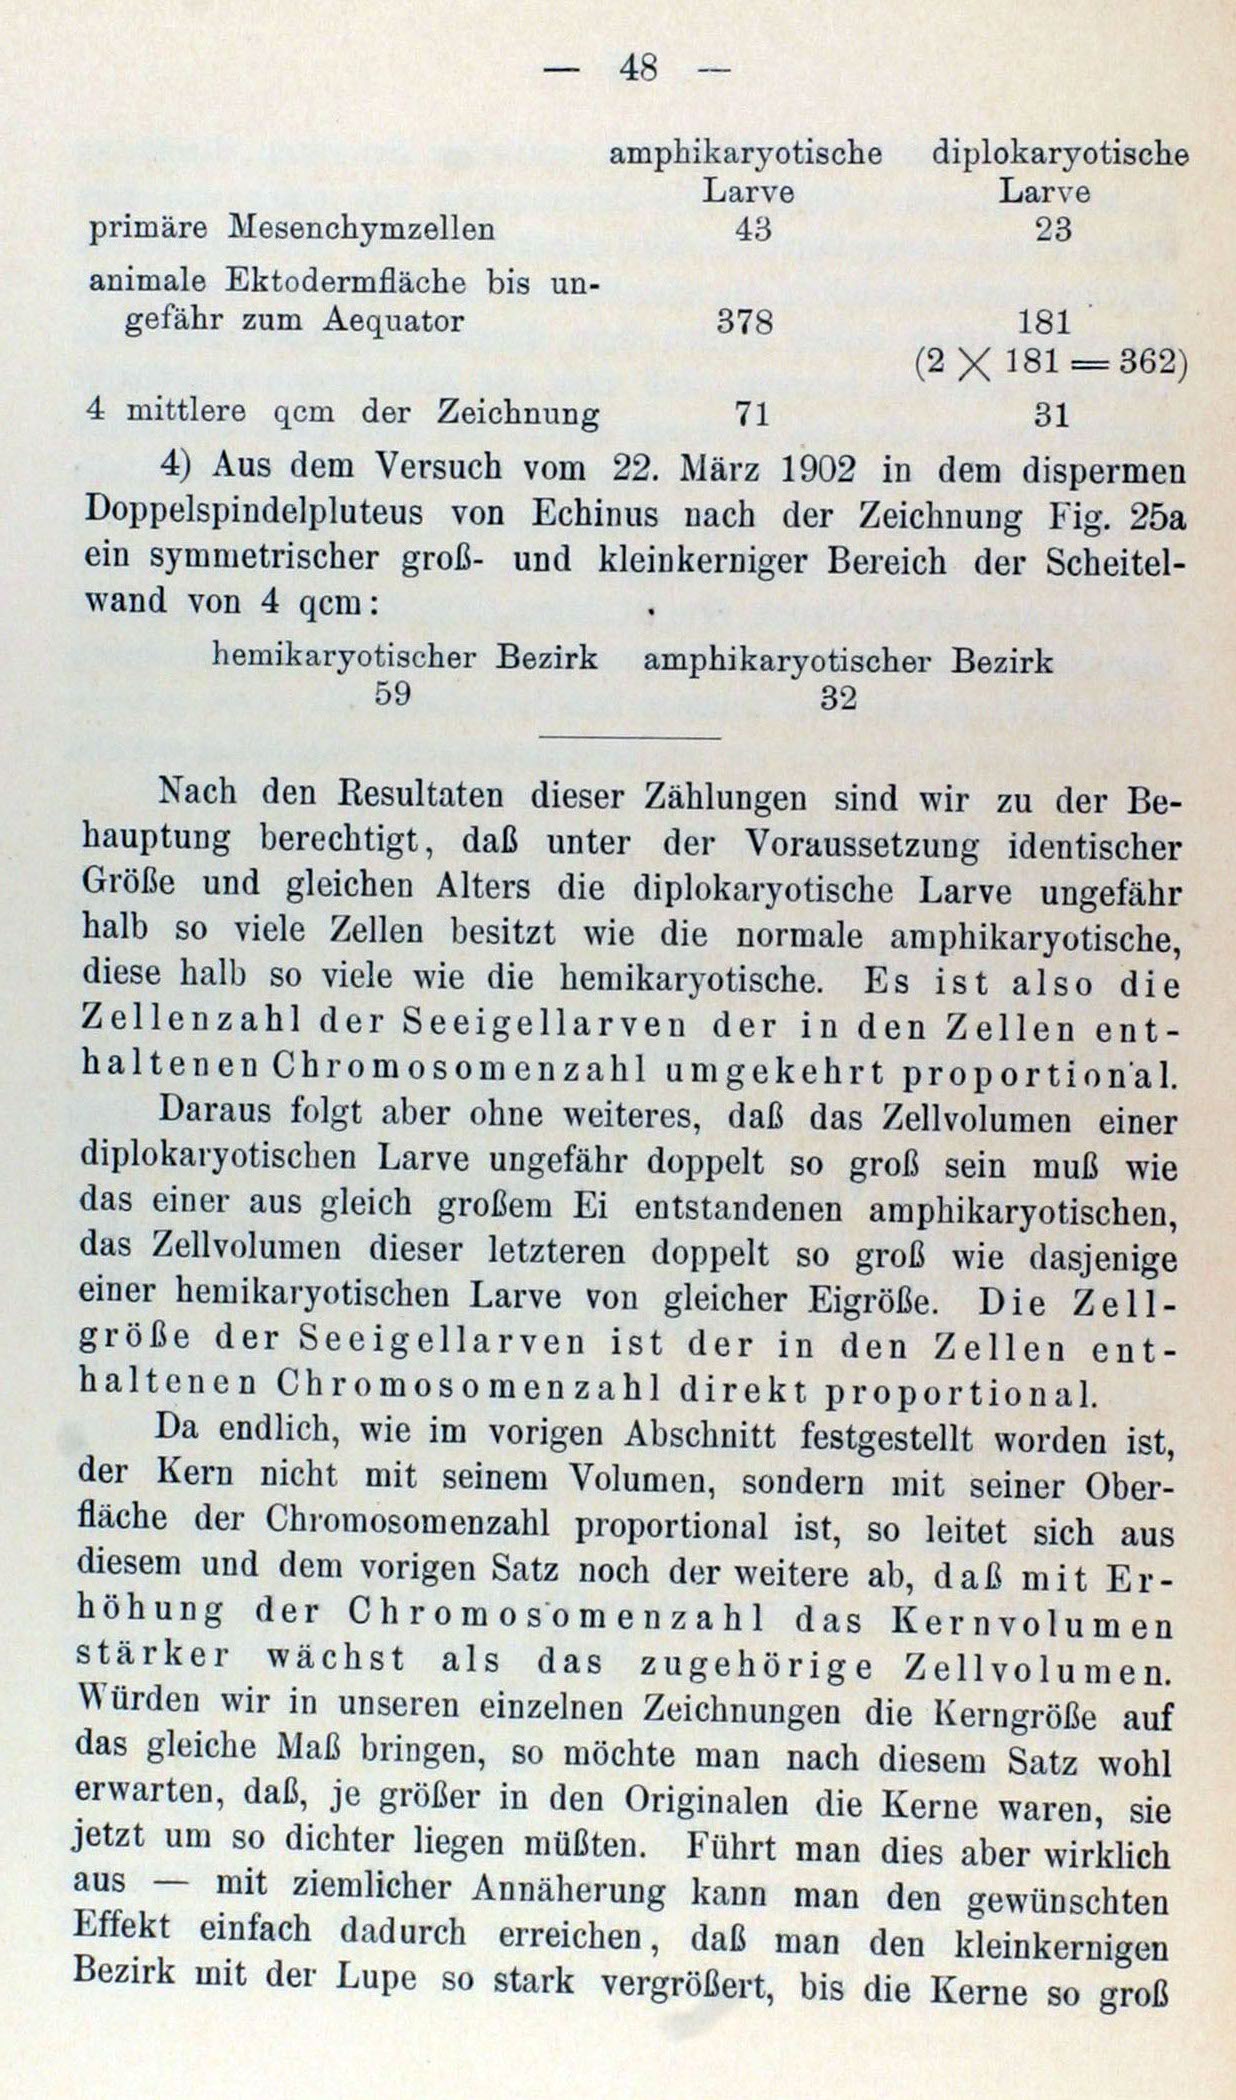 — 48 —
amphikaryotische diplokaryotische
Larve Larve
primäre Mesenchymzellen 43 23
animale Ektodermfläche bis un-
gefähr zum Aequator 378 181
(2 × 181 = 362)
4 mittlere qcm der Zeichnung 71 31
4) Aus dem Versuch vom 22. März 1902 in dem dispermen
Doppelspindelpluteus von Echinus nach der Zeichnung Fig. 25a
ein symmetrischer groß- und kleinkerniger Bereich der Scheitel-
wand von 4 qcm:
hemikaryotischer Bezirk amphikaryotischer Bezirk
59 32
Nach den Resultaten dieser Zählungen sind wir zu der Be-
hauptung berechtigt, daß unter der Voraussetzung identischer
Größe und gleichen Alters die diplokaryotische Larve ungefähr
halb so viele Zellen besitzt wie die normale amphikaryotische,
diese halb so viele wie die hemikaryotische. Es ist also die
Zellenzahl der Seeigellarven der in den Zellen ent-
haltenen Chromosomenzahl umgekehrt proportional.
Daraus folgt aber ohne weiteres, daß das Zellvolumen einer
diplokaryotischen Larve ungefähr doppelt so groß sein muß wie
das einer aus gleich großem Ei entstandenen amphikaryotischen,
das Zellvolumen dieser letzteren doppelt so groß wie dasjenige
einer hemikaryotischen Larve von gleicher Eigröße. Die Zell-
größe der Seeigellarven ist der in den Zellen ent-
haltenen Chromosomenzahl direkt proportional.
Da endlich, wie im vorigen Abschnitt festgestellt worden ist,
der Kern nicht mit seinem Volumen, sondern mit seiner Ober-
fläche der Chromosomenzahl proportional ist, so leitet sich aus
diesem und dem vorigen Satz noch der weitere ab, daß mit Er-
höhung der Chromosomenzahl das Kernvolumen
stärker wächst als das zugehörige Zellvolumen.
Würden wir in unseren einzelnen Zeichnungen die Kerngröße auf
das gleiche Maß bringen, so möchte man nach diesem Satz wohl
erwarten, daß, je größer in den Originalen die Kerne waren, sie
jetzt um so dichter liegen müßten. Führt man dies aber wirklich
aus — mit ziemlicher Annäherung kann man den gewünschten
Effekt einfach dadurch erreichen, daß man den kleinkernigen
Bezirk mit der Lupe so stark vergrößert, bis die Kerne so groß